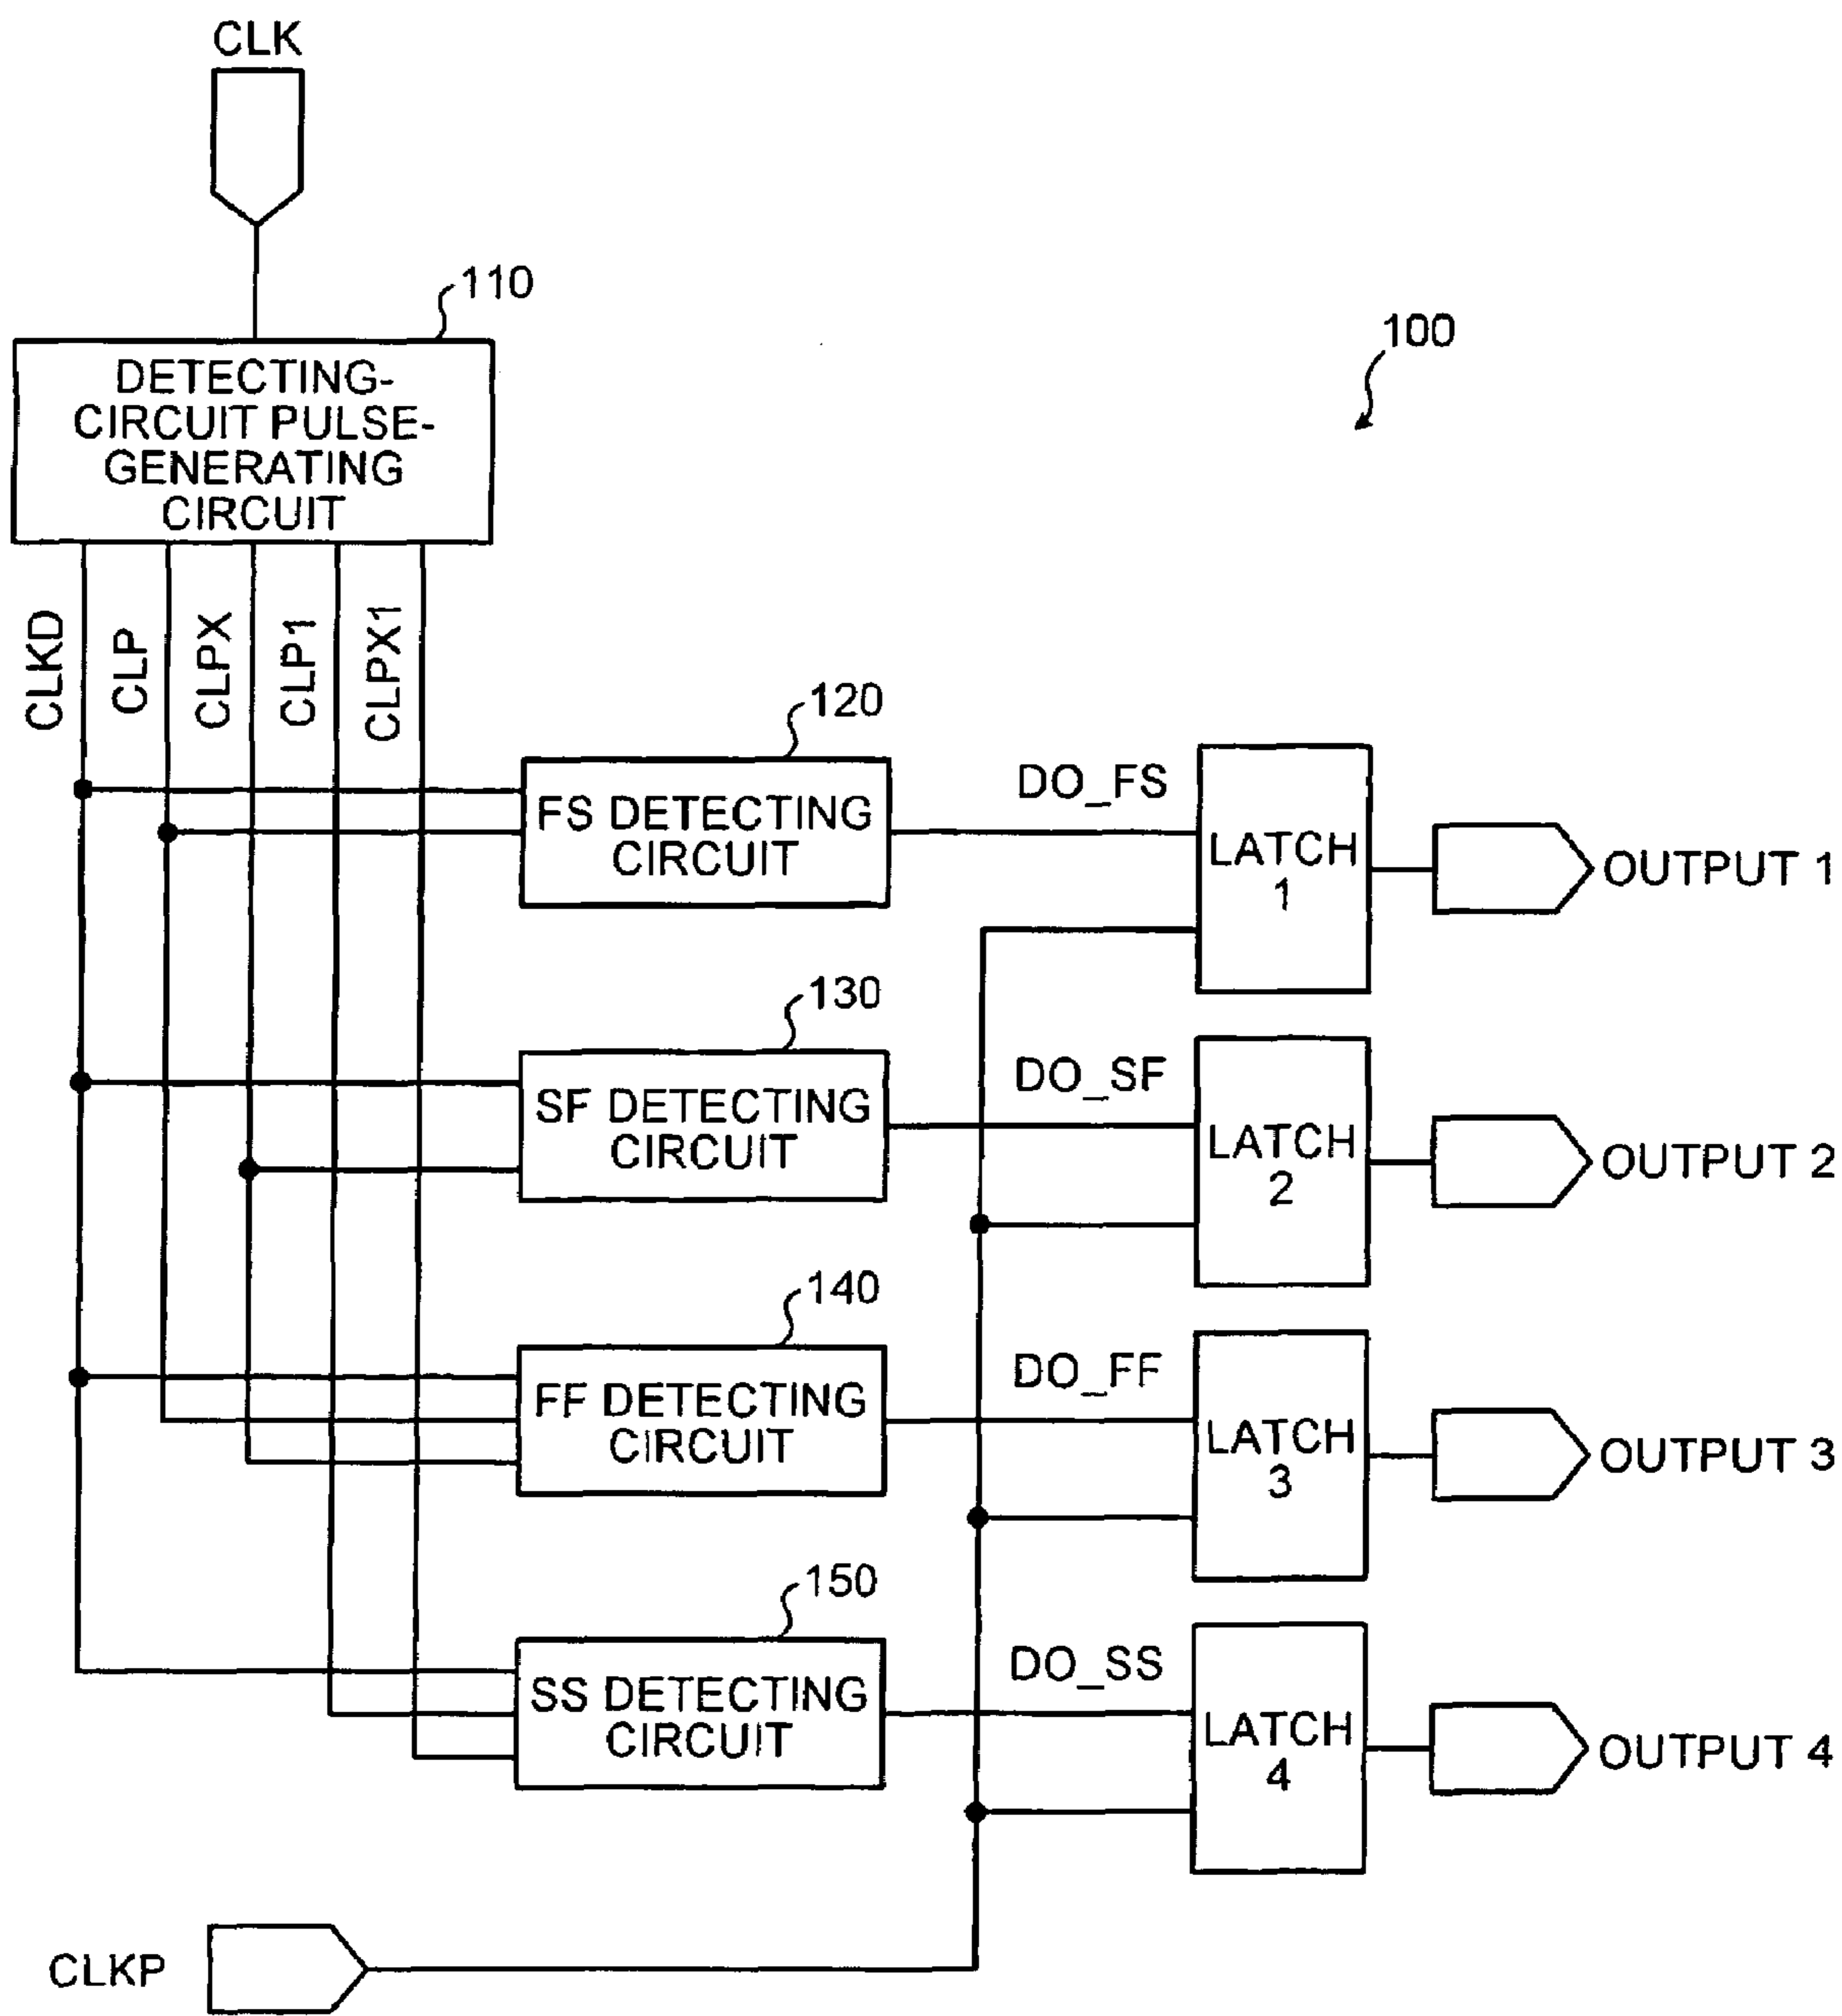 CLK
110
100
DETECTING-
CIRCUIT PULSE-
GENERATING
CIRCUIT
CLKD
CLP
CLPX
CLP1
CLPX1
120
FS DETECTING
CIRCUIT
DO_FS
LATCH
1
OUTPUT 1
130
SF DETECTING
CIRCUIT
DO_SF
LATCH
2
OUTPUT 2
140
FF DETECTING
CIRCUIT
DO_FF
LATCH
3
OUTPUT 3
150
SS DETECTING
CIRCUIT
DO_SS
LATCH
4
OUTPUT 4
CLKP